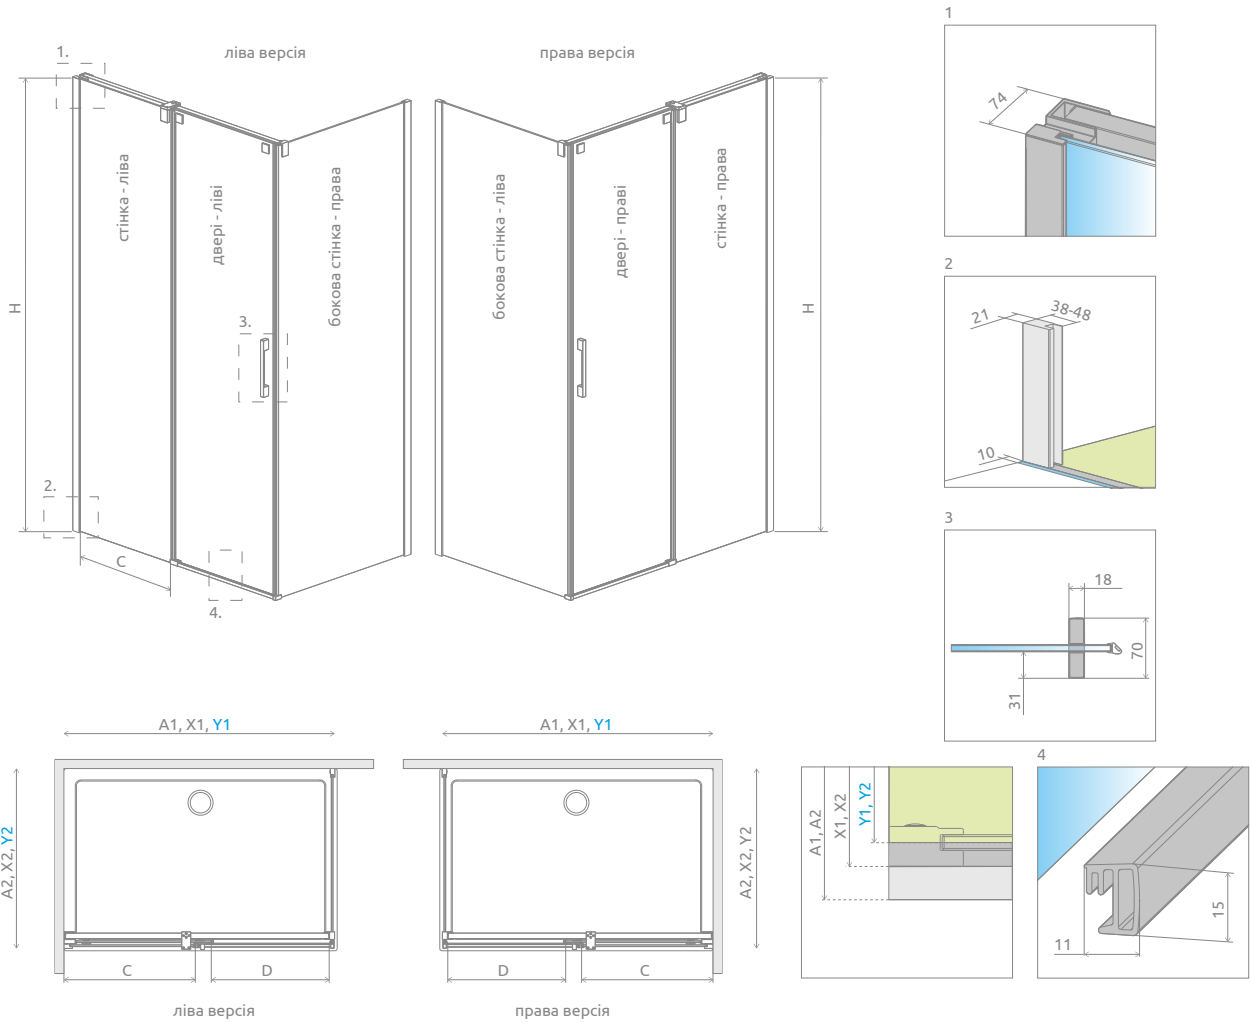 1.
ліва версія
права версія
стінка - ліва
двері - ліві
бокова стінка - права
бокова стінка - ліва
двері - праві
стінка - права
H
H
3.
2.
C
4.
1
74
2
21
38-48
10
3
18
70
31
A1, X1, Y1
A1, X1, Y1
A2, X2, Y2
A2, X2, Y2
C
D
D
C
ліва версія
права версія
A1, A2
X1, X2
Y1, Y2
4
15
11